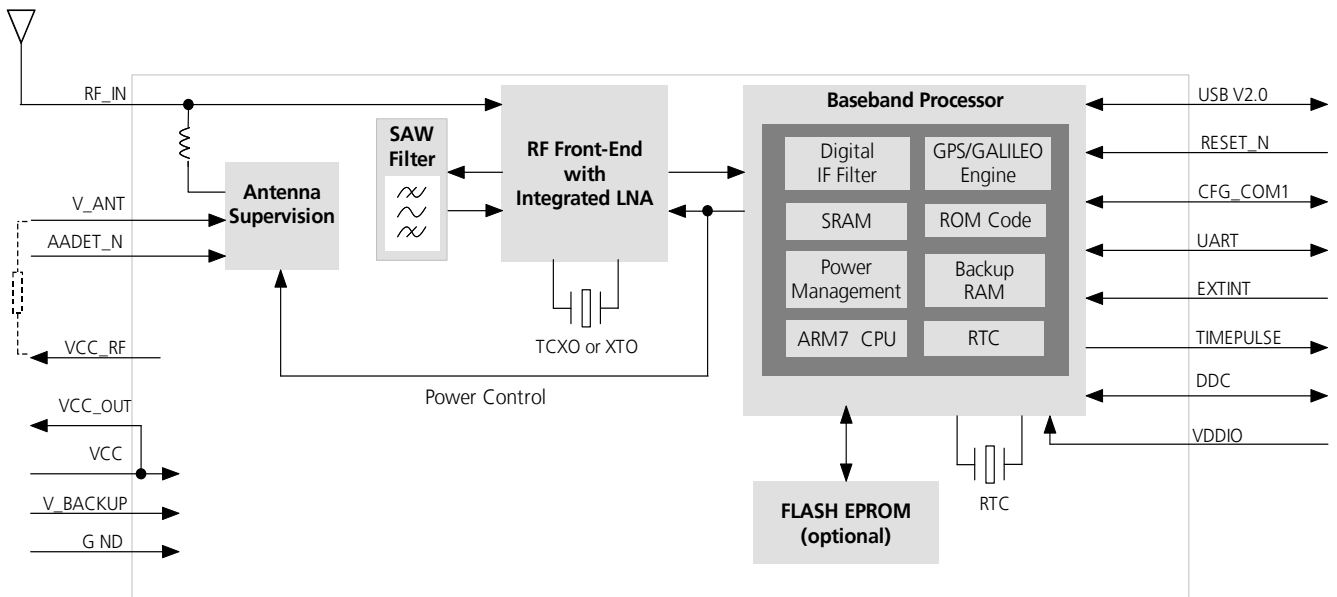 RF_IN
V_ANT
AADET_N
VCC_RF
VCC_OUT
VCC
V_BACKUP
G ND
Antenna
Supervision
SAW
Filter
RF Front-End
with
Integrated LNA
TCXO or XTO
Power Control
Baseband Processor
Digital
IF Filter
GPS/GALILEO
Engine
SRAM
ROM Code
Power
Management
Backup
RAM
ARM7 CPU
RTC
FLASH EPROM
(optional)
RTC
USB V2.0
RESET_N
CFG_COM1
UART
EXTINT
TIMEPULSE
DDC
VDDIO